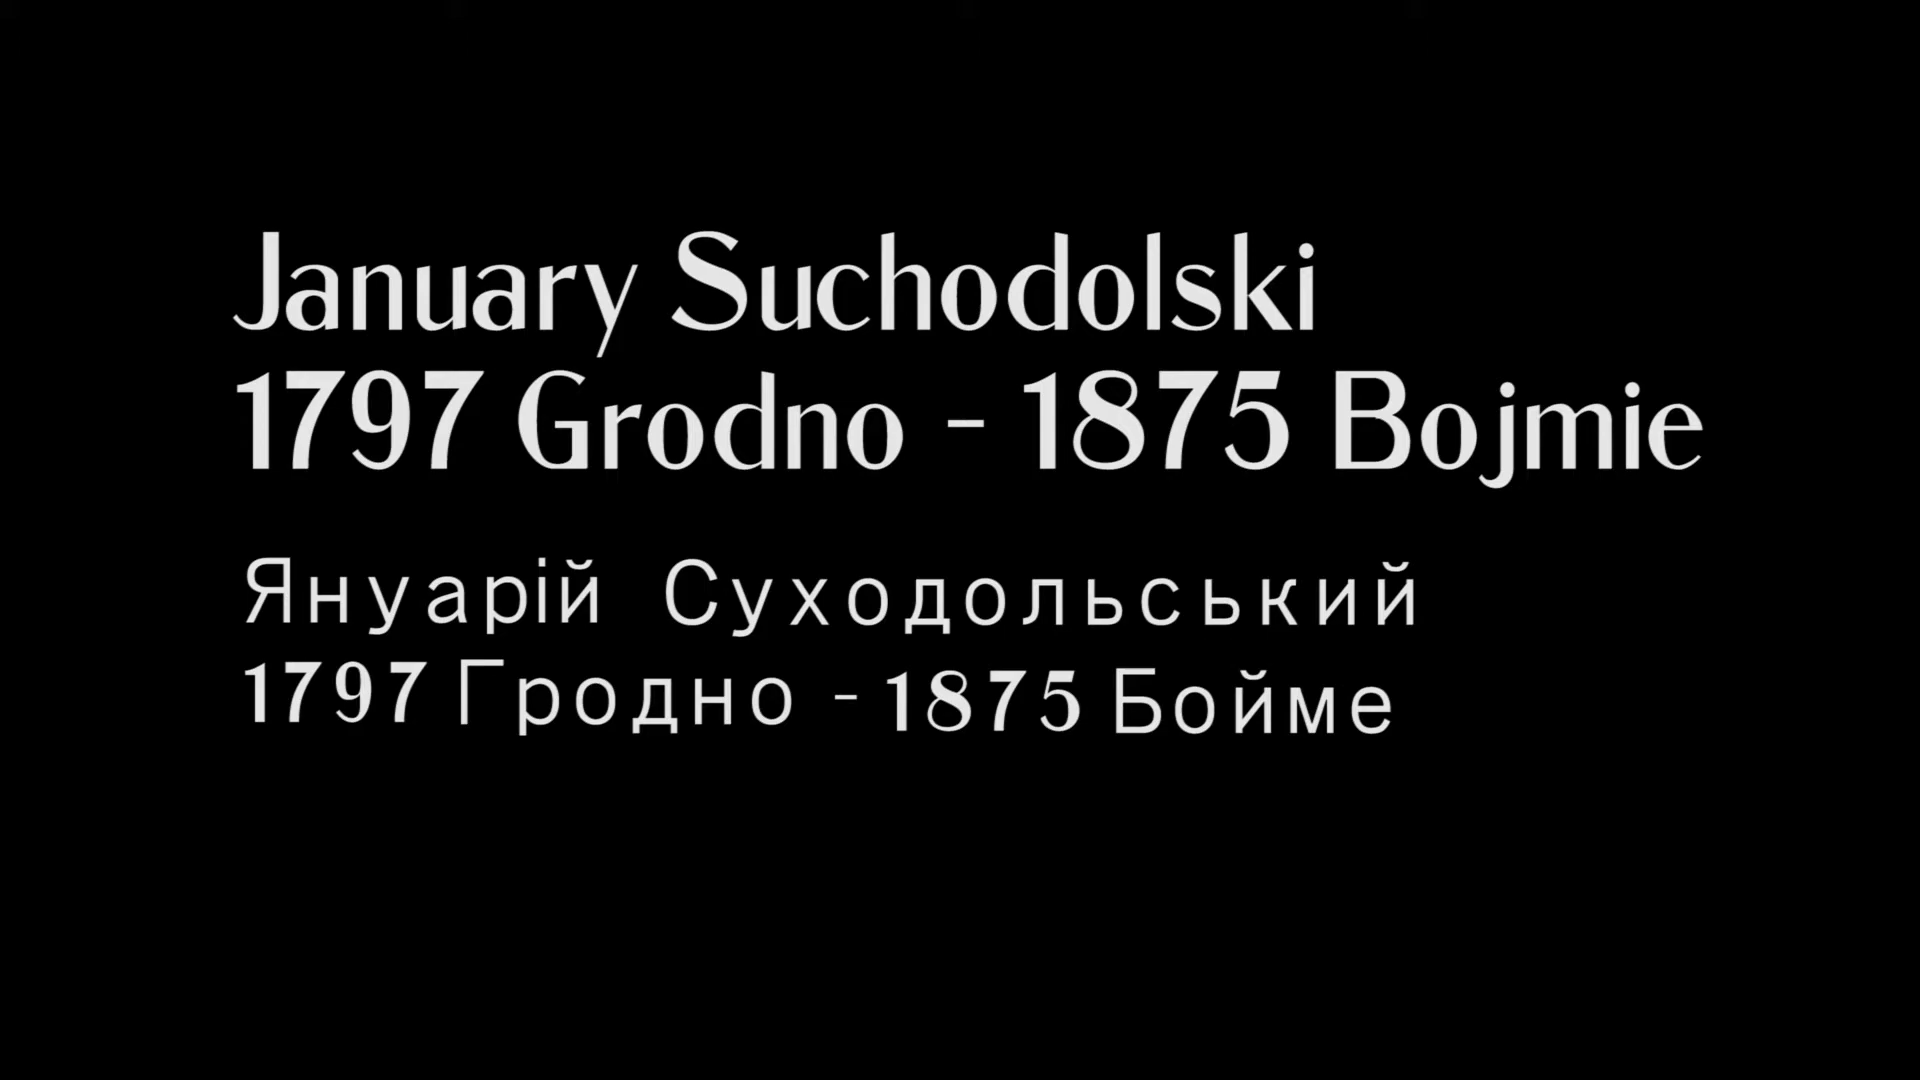 January Suchodolski
1797 Grodno - 1875 Bojmie
Януарій Суходольський
1797 Гродно - 1875 Бойме